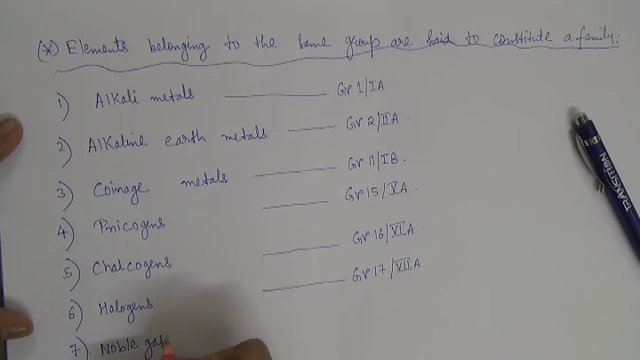 (*) Elements belonging to the same group are said to constitute a family:
1) Alkali metals ——— Gr 1/IA
2) Alkaline earth metals —— Gr 2/IIA.
3) Coinage metals ——— Gr 11/IB.
4) Pnicogens ——— Gr 15/VA
5) Chalcogens ——— Gr 16/VIA
6) Halogens ——— Gr 17/VIIA
7). Noble gas
TRANSITION